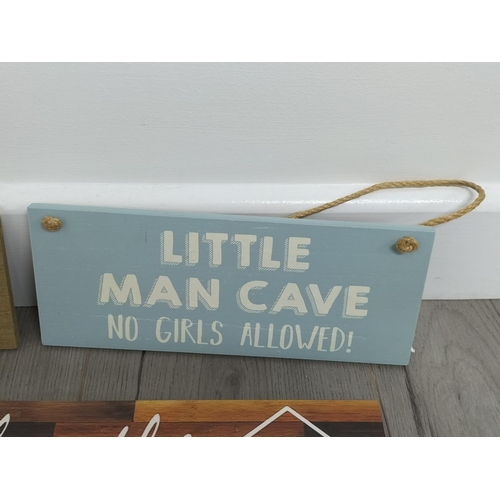 LITTLE
MAN CAVE
NO GIRLS ALLOWED!